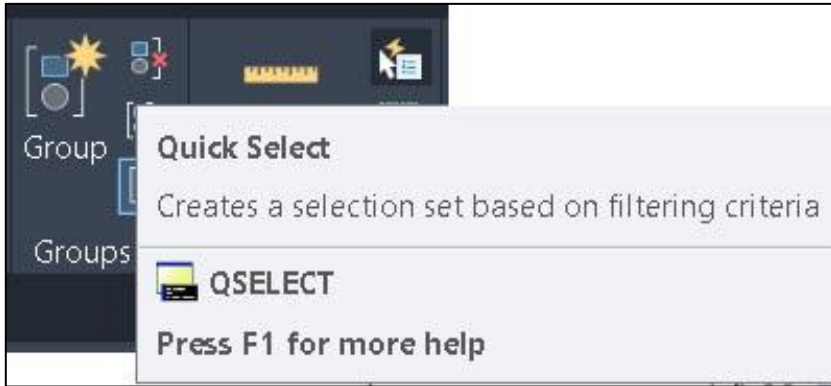 Group
Quick Select
Creates a selection set based on filtering criteria
Groups
QSELECT
Press F1 for more help